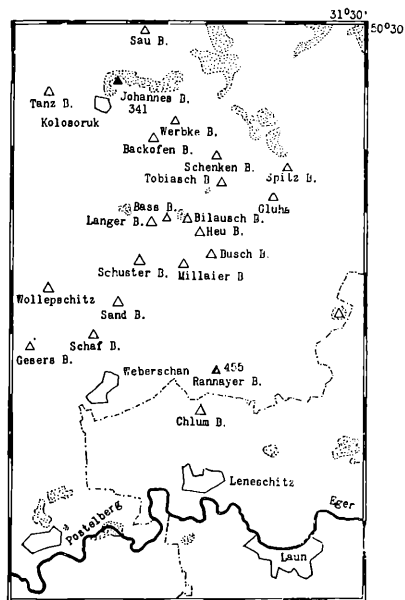 31°30'
50°30
Sau B.
Tanz B.
Johannes B.
341
Kolosoruk
Werbke B.
Backofen B.
Schenken B.
Tobiasch B
Spitz B.
Gluhs
Bass B.
Langer B.
Bilausch B.
Heu B.
Busch B.
Schuster B.
Millaier B
Wollepschitz
Sand B.
Schaf B.
Gesers B.
Weberschan
455
Rannayer B.
Chlum B.
Leneschitz
Eger
Postelberg
Laun